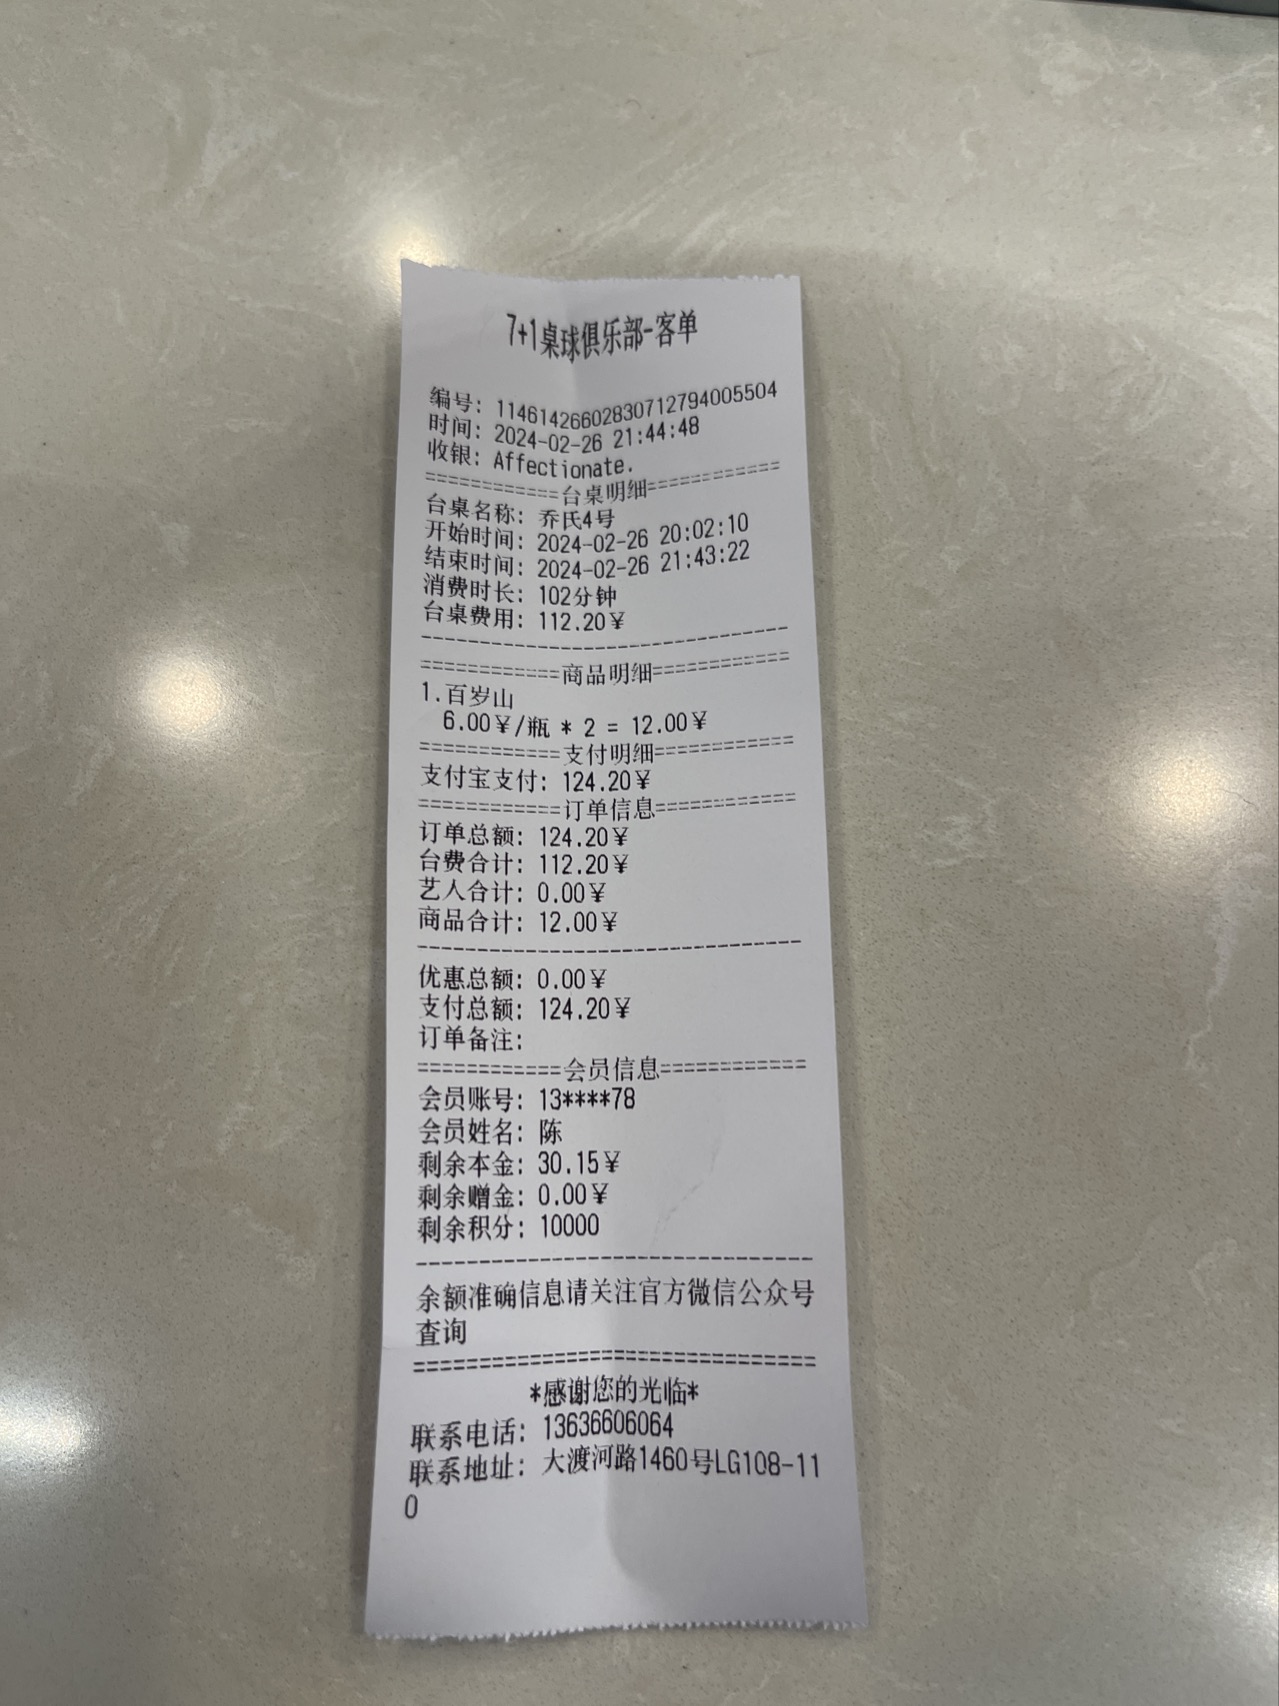 7+1桌球俱乐部-客单
编号: 11461426602830712794005504
时间: 2024-02-26 21:44:48
收银: Affectionate.
============台桌明细============
台桌名称: 乔氏4号
开始时间: 2024-02-26 20:02:10
结束时间: 2024-02-26 21:43:22
消费时长: 102分钟
台桌费用: 112.20¥
--------------------------------
============商品明细============
1.百岁山
6.00¥/瓶 * 2 = 12.00¥
============支付明细============
支付宝支付: 124.20¥
============订单信息============
订单总额: 124.20¥
台费合计: 112.20¥
艺人合计: 0.00¥
商品合计: 12.00¥
--------------------------------
优惠总额: 0.00¥
支付总额: 124.20¥
订单备注:
============会员信息============
会员账号: 13****78
会员姓名: 陈
剩余本金: 30.15¥
剩余赠金: 0.00¥
剩余积分: 10000
--------------------------------
余额准确信息请关注官方微信公众号
查询
================================
*感谢您的光临*
联系电话: 13636606064
联系地址: 大渡河路1460号LG108-11
0